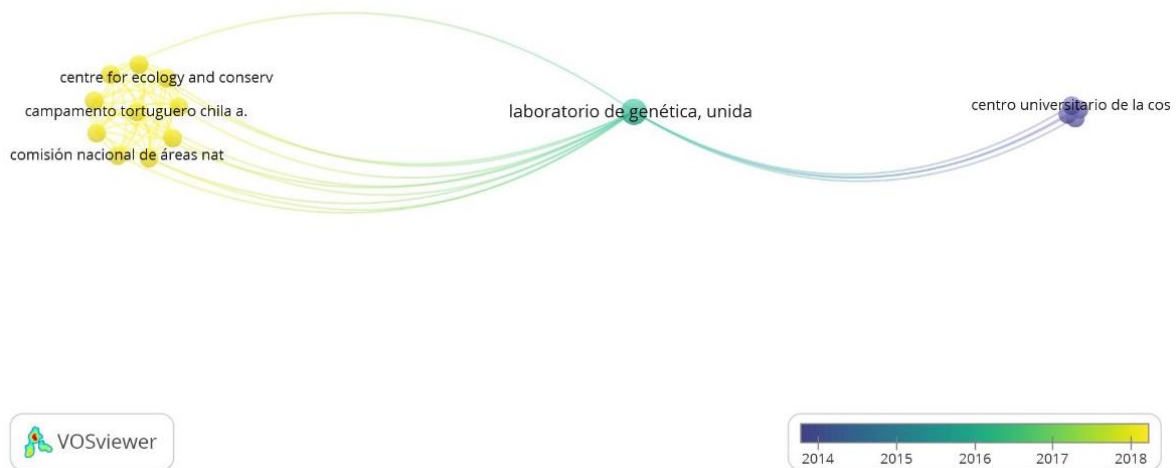 centre for ecology and conserv
campamento tortuguero chila a.
comisión nacional de áreas nat
laboratorio de genética, unida
centro universitario de la cos
VOSviewer
2014 2015 2016 2017 2018